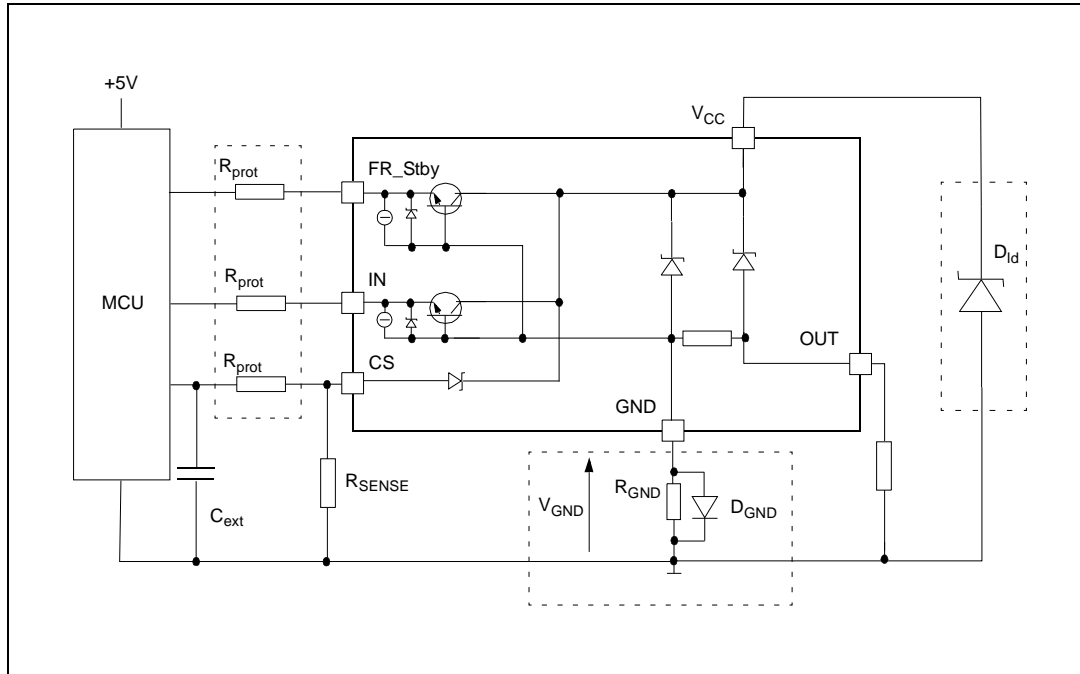 +5V
V_CC
R_prot
FR_Stby
D_ld
R_prot
IN
MCU
OUT
R_prot
CS
GND
R_SENSE
R_GND
V_GND
D_GND
C_ext